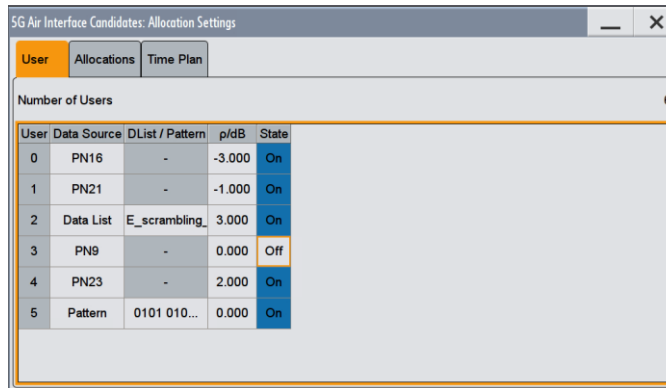 5G Air Interface Candidates: Allocation Settings
User Allocations Time Plan
Number of Users
User Data Source DList / Pattern ρ/dB State
0 PN16 - -3.000 On
1 PN21 - -1.000 On
2 Data List E_scrambling_ 3.000 On
3 PN9 - 0.000 Off
4 PN23 - 2.000 On
5 Pattern 0101 010... 0.000 On